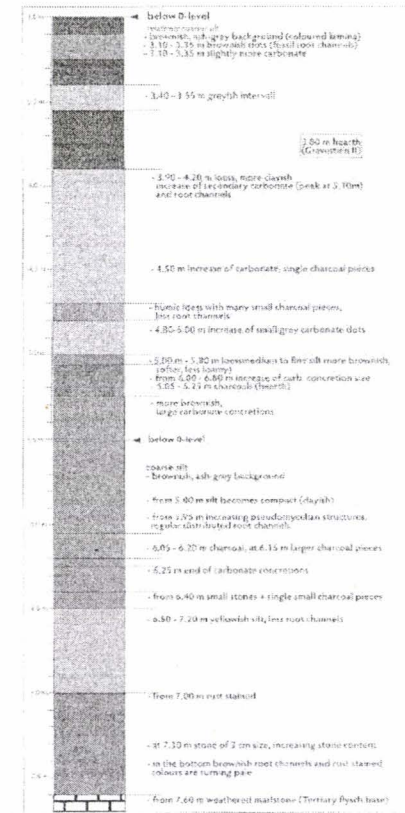 below 0-level
- brownish, ash-grey background (coloured
- 3.10 - 3.35 m brownish dots (fossil root channels)
- 3.10 - 3.35 m slightly more carbonate
- 3.40 - 3.55 m greyish intervall
3.80 m hearth
(Gravettien II)
- 3.90 - 4.20 m loess, more clayish
increase of secondary carbonate (peak at 5.10m)
and root channels
- 4.50 m increase of carbonate, single charcoal pieces
- humic loess with many small charcoal pieces,
less root channels
- 4.80-5.00 m increase of small grey carbonate dots
- 5.00 m - 5.80 m loess(medium to fine silt more brownish,
softer, less loamy)
- from 6.00 - 6.80 m increase of carb. concretion size
- 5.05 - 5.25 m charcoals (hearth)
- more brownish,
large carbonate concretions
below 0-level
coarse silt
- brownish, ash-grey background
- from 5.80 m silt becomes compact (clayish)
- from 5.95 m increasing pseudomycelian structures,
regular distributed root channels
- 6.05 - 6.20 m charcoal, at 6.15 m larger charcoal pieces
- 6.25 m end of carbonate concretions
- from 6.40 m small stones + single small charcoal pieces
- 6.50 - 7.20 m yellowish silt, less root channels
- from 7.00 m rust stained
- at 7.30 m stone of 2 cm size, increasing stone content
- in the bottom brownish root channels and rust stained
colours are turning pale
- from 7.60 m weathered marlstone (Tertiary flysch base)